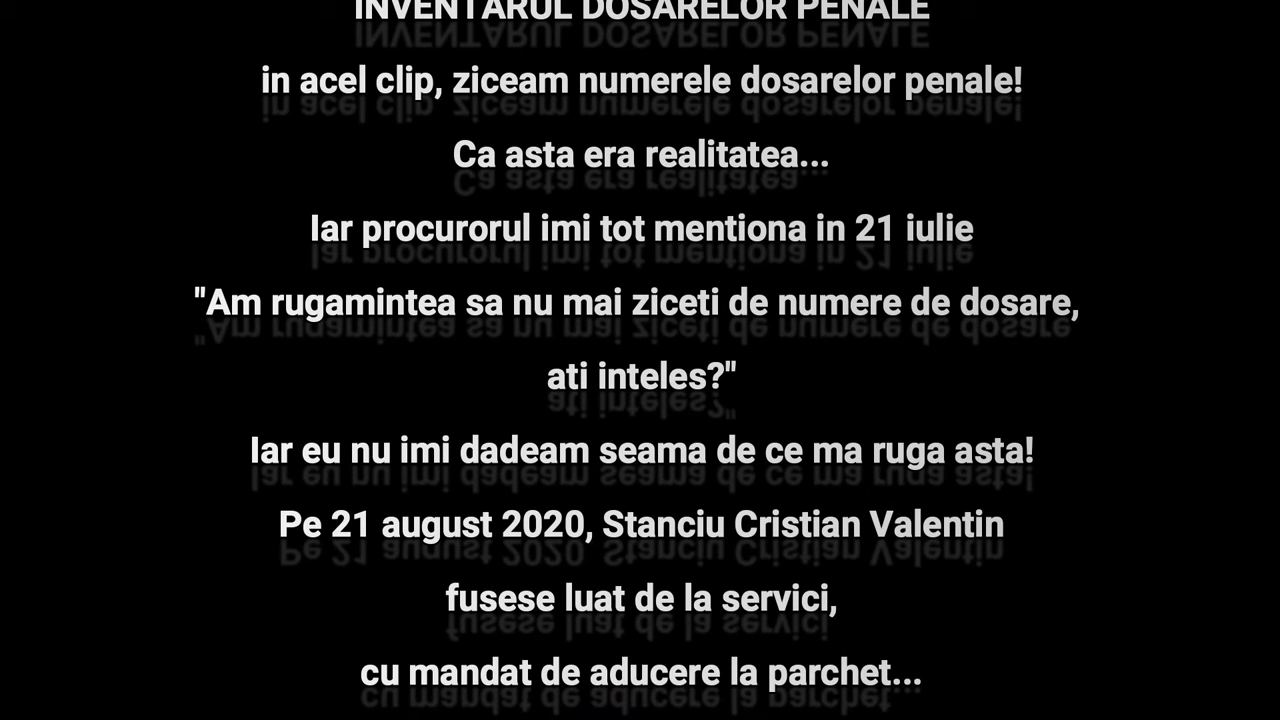 INVENTARUL DOSARELOR PENALE
in acel clip, ziceam numerele dosarelor penale!
Ca asta era realitatea...
Iar procurorul imi tot mentiona in 21 iulie
"Am rugamintea sa nu mai ziceti de numere de dosare,
ati inteles?"
Iar eu nu imi dadeam seama de ce ma ruga asta!
Pe 21 august 2020, Stanciu Cristian Valentin
fusese luat de la servici,
cu mandat de aducere la parchet...